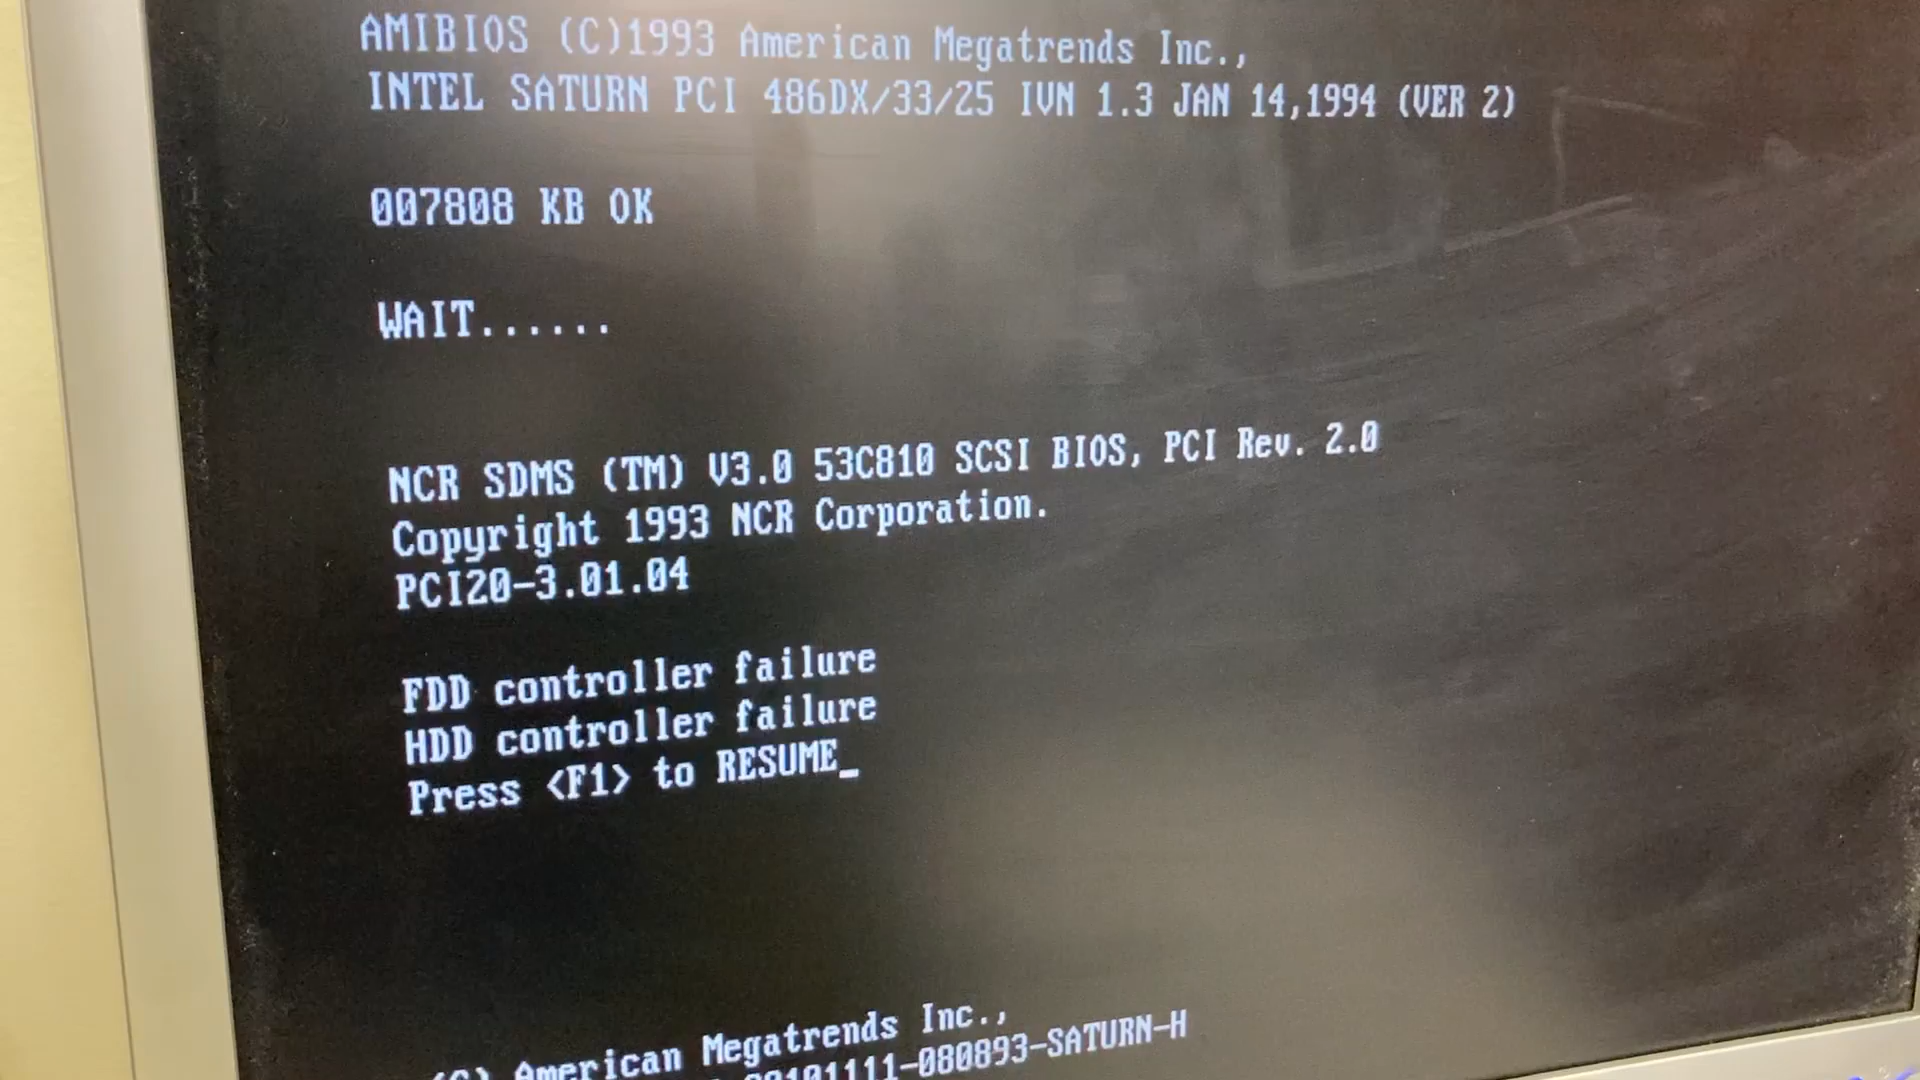 AMIBIOS (C)1993 American Megatrends Inc.,
INTEL SATURN PCI 486DX/33/25 IVN 1.3 JAN 14,1994 (VER 2)
007808 KB OK
WAIT......
NCR SDMS (TM) V3.0 53C810 SCSI BIOS, PCI Rev. 2.0
Copyright 1993 NCR Corporation.
PCI20-3.01.04
FDD controller failure
HDD controller failure
Press <F1> to RESUME_
(C) American Megatrends Inc.,
101111-080893-SATURN-H